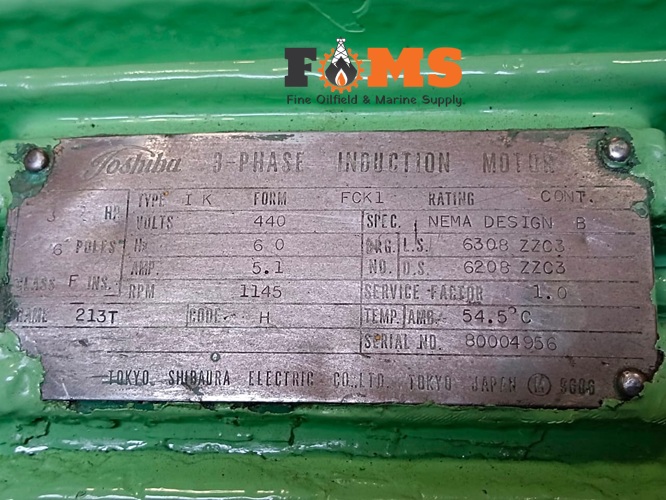 FOMS
Fine Oilfield & Marine Supply.
Toshiba 3-PHASE INDUCTION MOTOR
TYPE I K FORM FCK1 RATING CONT.
3 HP VOLTS 440 SPEC. NEMA DESIGN B
6 POLES Hz 60 BRG. L.S. 6308 ZZC3
AMP. 5.1 NO. O.S. 6208 ZZC3
CLASS F INS. RPM 1145 SERVICE FACTOR 1.0
FRAME 213T CODE H TEMP. AMB. 54.5°C
SERIAL NO. 80004956
TOKYO SHIBAURA ELECTRIC CO., LTD. TOKYO JAPAN